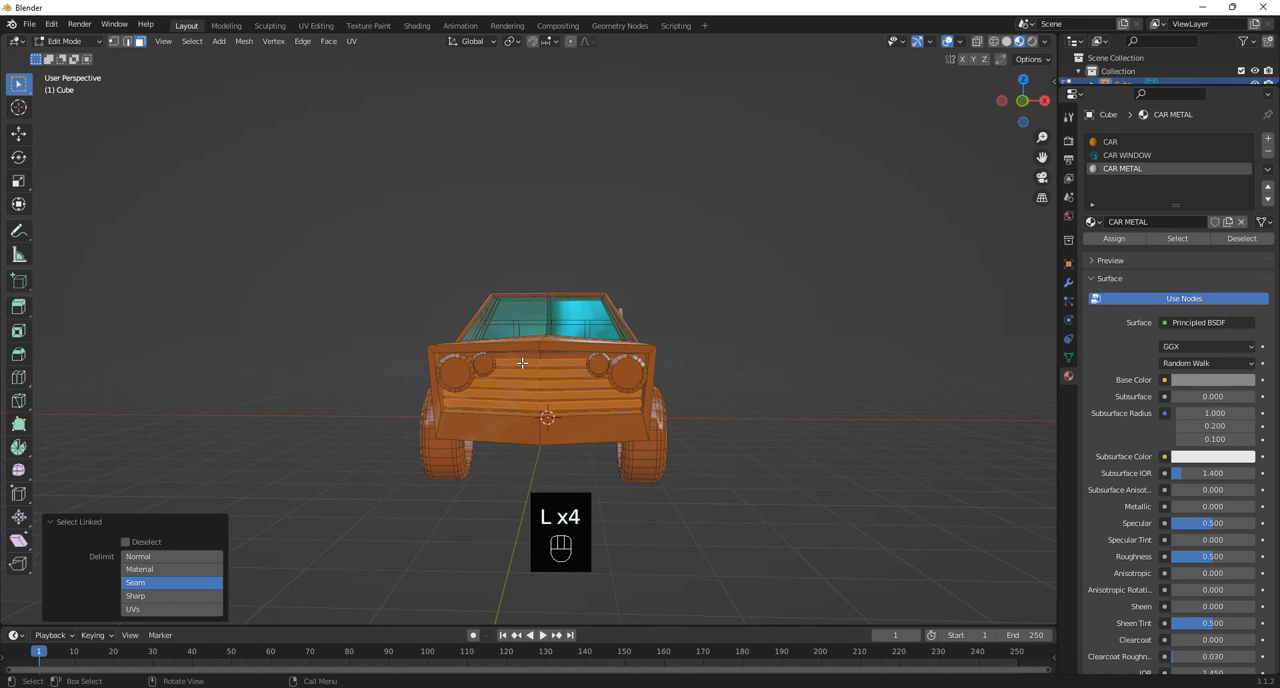 Blender
File Edit Render Window Help
Layout Modeling Sculpting UV Editing Texture Paint Shading Animation Rendering Compositing Geometry Nodes Scripting +
Scene
ViewLayer
Edit Mode View Select Add Mesh Vertex Edge Face UV
Global
X Y Z
Options
Scene Collection
Collection
User Perspective
(1) Cube
Z
X
Cube > CAR METAL
CAR
CAR WINDOW
CAR METAL
CAR METAL
Assign Select Deselect
Preview
Surface
Use Nodes
Surface Principled BSDF
GGX
Random Walk
Base Color
Subsurface 0.000
Subsurface Radius 1.000
0.200
0.100
Subsurface Color
Subsurface IOR 1.400
Subsurface Anisot... 0.000
Metallic 0.000
Specular 0.500
Specular Tint 0.000
Roughness 0.500
Anisotropic 0.000
Anisotropic Rotati... 0.000
Sheen 0.000
Sheen Tint 0.500
Clearcoat 0.000
Clearcoat Roughn... 0.030
IOR 1.450
L x4
Select Linked
Deselect
Delimit Normal
Material
Seam
Sharp
UVs
Playback Keying View Marker
1
Start 1
End 250
1 10 20 30 40 50 60 70 80 90 100 110 120 130 140 150 160 170 180 190 200 210 220 230 240 250
Select Box Select Rotate View Call Menu
3.1.2